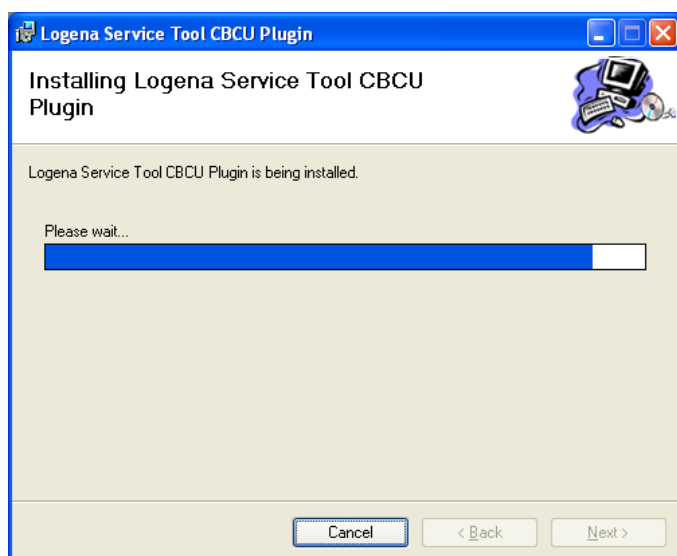 Logena Service Tool CBCU Plugin
Installing Logena Service Tool CBCU
Plugin
Logena Service Tool CBCU Plugin is being installed.
Please wait...
Cancel
< Back
Next >